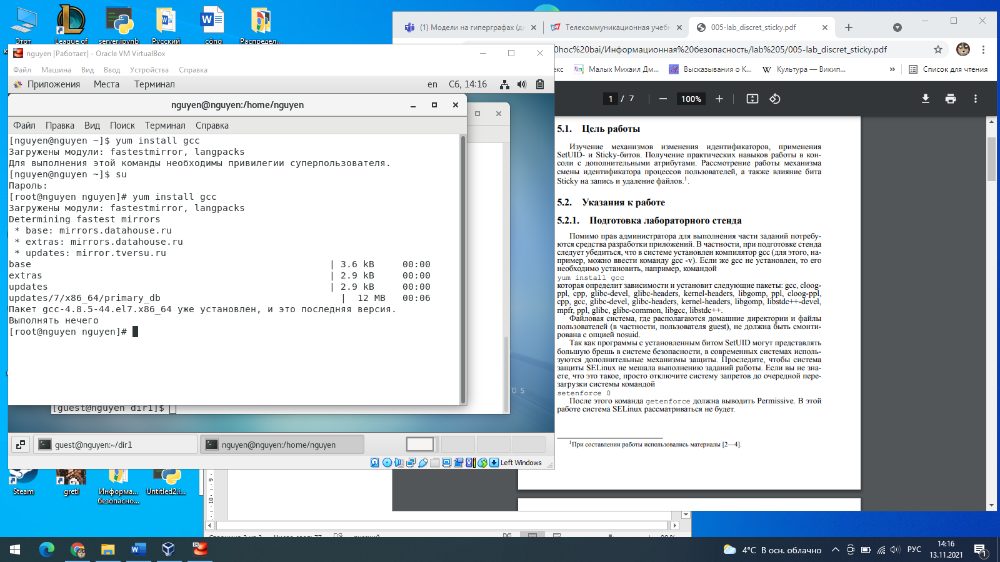 Этот
League of
server.ipynb
Русский
công
Распредел...
nguyen [Работает] - Oracle VM VirtualBox
Файл Машина Вид Ввод Устройства Справка
Приложения Места Терминал en Сб, 14:16
nguyen@nguyen:/home/nguyen
Файл Правка Вид Поиск Терминал Справка
[nguyen@nguyen ~]$ yum install gcc
Загружены модули: fastestmirror, langpacks
Для выполнения этой команды необходимы привилегии суперпользователя.
[nguyen@nguyen ~]$ su
Пароль:
[root@nguyen nguyen]# yum install gcc
Загружены модули: fastestmirror, langpacks
Determining fastest mirrors
* base: mirrors.datahouse.ru
* extras: mirrors.datahouse.ru
* updates: mirror.tversu.ru
base | 3.6 kB 00:00
extras | 2.9 kB 00:00
updates | 2.9 kB 00:00
updates/7/x86_64/primary_db | 12 MB 00:06
Пакет gcc-4.8.5-44.el7.x86_64 уже установлен, и это последняя версия.
Выполнять нечего
[root@nguyen nguyen]#
[guest@nguyen dir1]$
guest@nguyen:~/dir1
nguyen@nguyen:/home/nguyen
Left Windows
(1) Модели на гиперграфах (д
Телекоммуникационная учеб
005-lab_discret_sticky.pdf
0hoc%20bai/Информационная%20безопасность/lab%205/005-lab_discret_sticky.pdf
Малых Михаил Дм... Высказывания о К... Культура — Викип... » Список для чтения
1 / 7 100%
5.1. Цель работы
Изучение механизмов изменения идентификаторов, применения
SetUID- и Sticky-битов. Получение практических навыков работы в кон-
соли с дополнительными атрибутами. Рассмотрение работы механизма
смены идентификатора процессов пользователей, а также влияние бита
Sticky на запись и удаление файлов.1.
5.2. Указания к работе
5.2.1. Подготовка лабораторного стенда
Помимо прав администратора для выполнения части заданий потребу-
ются средства разработки приложений. В частности, при подготовке стенда
следует убедиться, что в системе установлен компилятор gcc (для этого, на-
пример, можно ввести команду gcc -v). Если же gcc не установлен, то его
необходимо установить, например, командой
yum install gcc
которая определит зависимости и установит следующие пакеты: gcc, cloog-
ppl, cpp, glibc-devel, glibc-headers, kernel-headers, libgomp, ppl, cloog-ppl,
cpp, gcc, glibc-devel, glibc-headers, kernel-headers, libgomp, libstdc++-devel,
mpfr, ppl, glibc, glibc-common, libgcc, libstdc++.
Файловая система, где располагаются домашние директории и файлы
пользователей (в частности, пользователя guest), не должна быть смонти-
рована с опцией nosuid.
Так как программы с установленным битом SetUID могут представлять
большую брешь в системе безопасности, в современных системах исполь-
зуются дополнительные механизмы защиты. Проследите, чтобы система
защиты SELinux не мешала выполнению заданий работы. Если вы не зна-
ете, что это такое, просто отключите систему запретов до очередной пере-
загрузки системы командой
setenforce 0
После этого команда getenforce должна выводить Permissive. В этой
работе система SELinux рассматриваться не будет.
1При составлении работы использовались материалы [2—4].
Steam
gretl
Информа...
безопасно...
Untitled2.i...
4°C В осн. облачно
РУС
14:16
13.11.2021
1